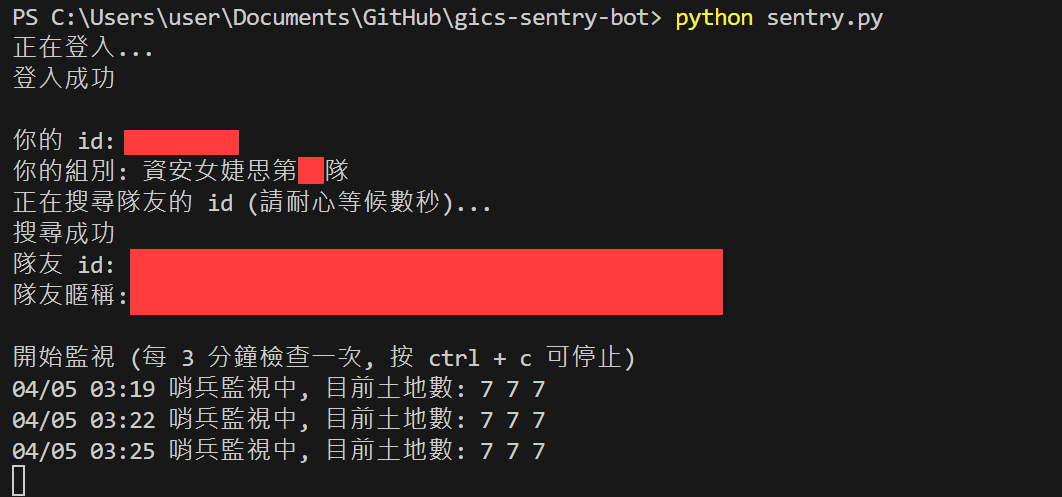 PS C:\Users\user\Documents\GitHub\gics-sentry-bot> python sentry.py
正在登入...
登入成功
你的 id:
你的組別: 資安女婕思第 隊
正在搜尋隊友的 id (請耐心等候數秒)...
搜尋成功
隊友 id:
隊友暱稱:
開始監視 (每 3 分鐘檢查一次, 按 ctrl + c 可停止)
04/05 03:19 哨兵監視中, 目前土地數: 7 7 7
04/05 03:22 哨兵監視中, 目前土地數: 7 7 7
04/05 03:25 哨兵監視中, 目前土地數: 7 7 7